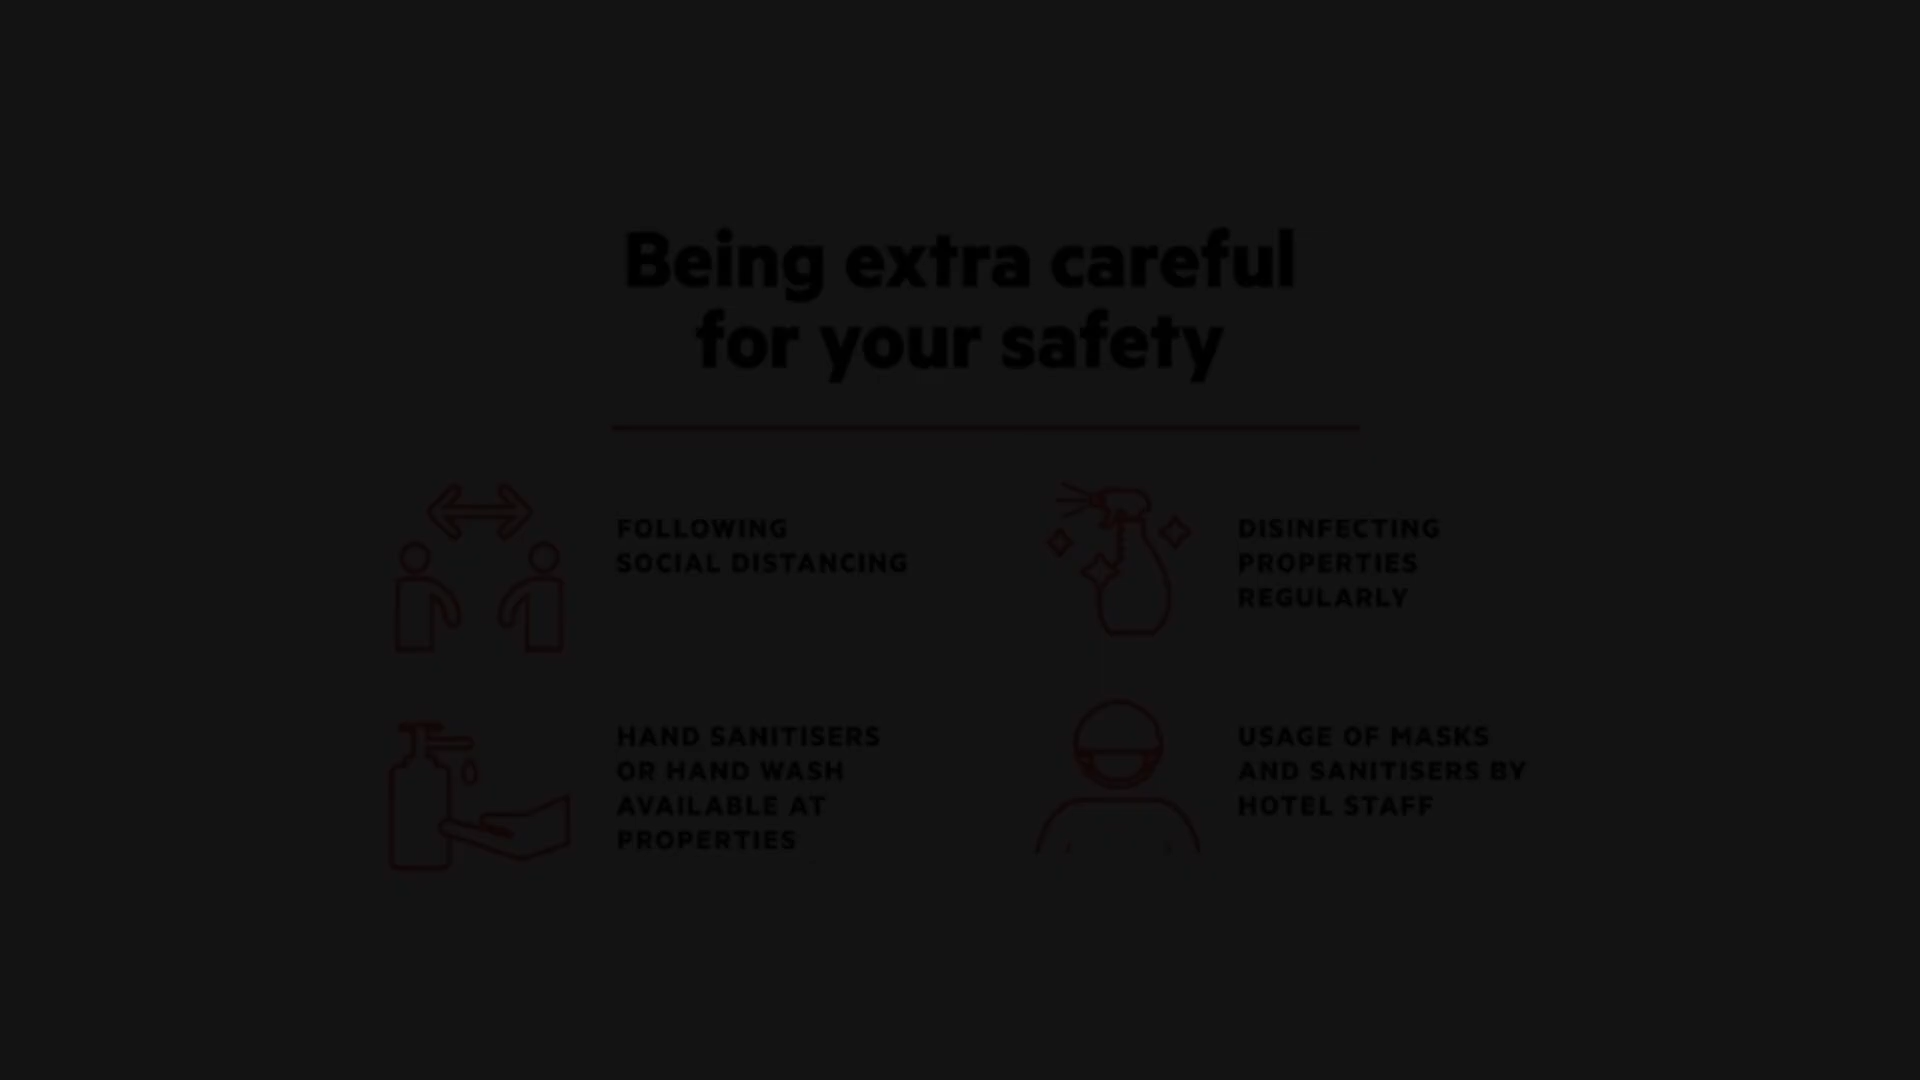 Being extra careful
for your safety
FOLLOWING
SOCIAL DISTANCING
DISINFECTING
PROPERTIES
REGULARLY
HAND SANITISERS
OR HAND WASH
AVAILABLE AT
PROPERTIES
USAGE OF MASKS
AND SANITISERS BY
HOTEL STAFF